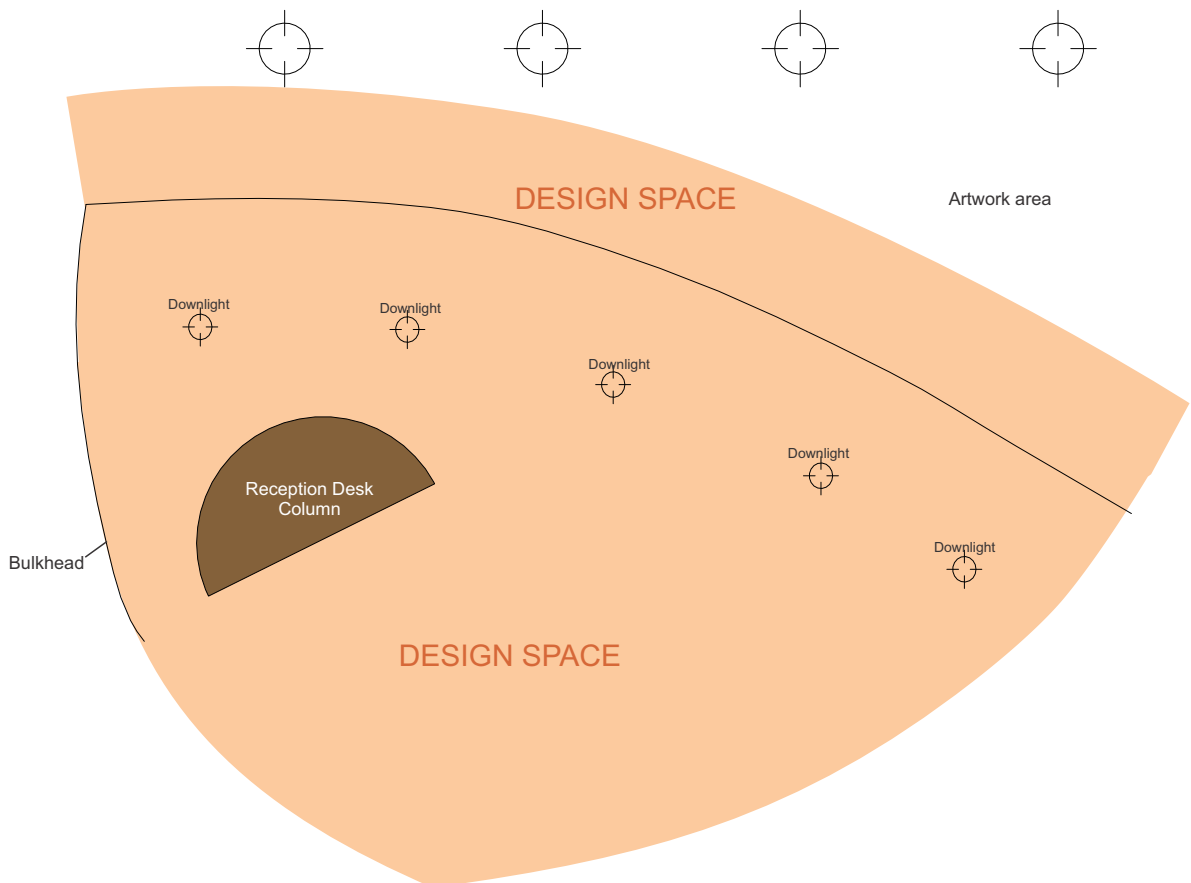 DESIGN SPACE
Artwork area
Downlight
Downlight
Downlight
Downlight
Reception Desk
Column
Bulkhead
Downlight
DESIGN SPACE